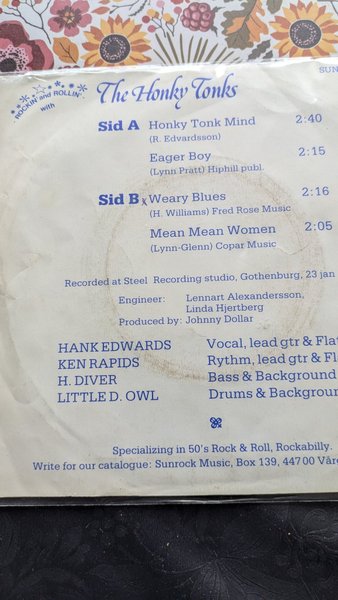 ROCKIN' and ROLLIN'
with
The Honky Tonks
SUN
Sid A Honky Tonk Mind 2:40
(R. Edvardsson)
Eager Boy 2:15
(Lynn Pratt) Hiphill publ.
Sid B x Weary Blues 2:16
(H. Williams) Fred Rose Music
Mean Mean Women 2:05
(Lynn-Glenn) Copar Music
Recorded at Steel Recording studio, Gothenburg, 23 jan
Engineer: Lennart Alexandersson,
Linda Hjertberg
Produced by: Johnny Dollar
HANK EDWARDS Vocal, lead gtr & Flat
KEN RAPIDS Rythm, lead gtr & Fla
H. DIVER Bass & Background
LITTLE D. OWL Drums & Background
Specializing in 50's Rock & Roll, Rockabilly.
Write for our catalogue: Sunrock Music, Box 139, 447 00 Våre